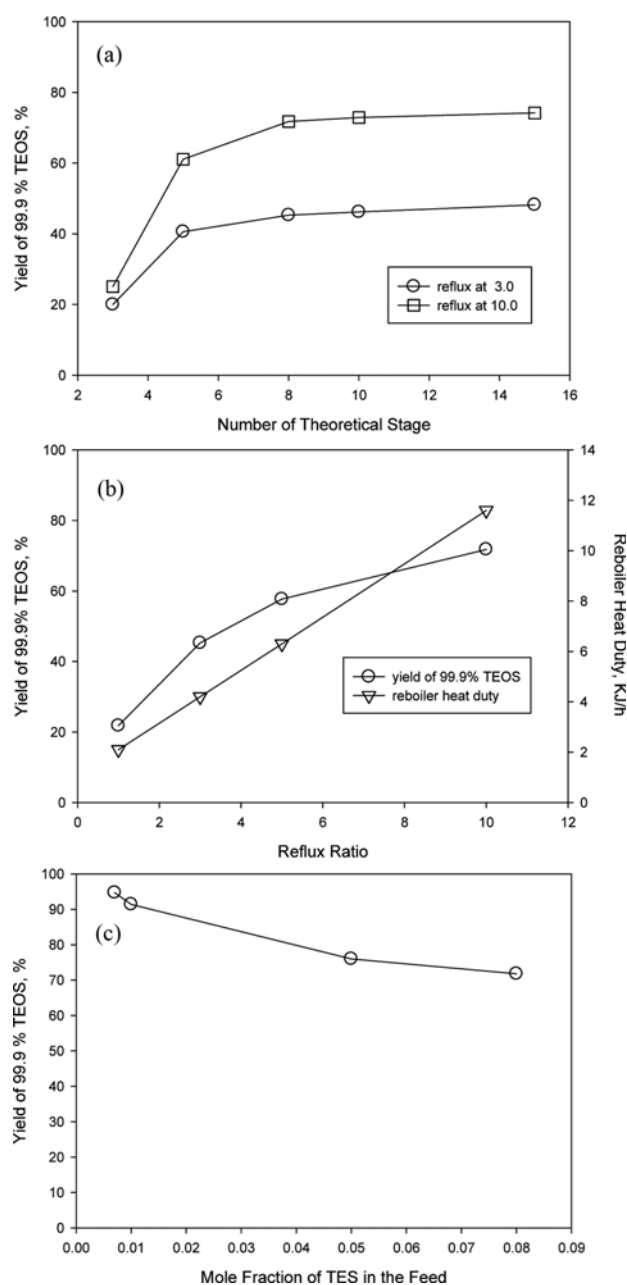 (a)
Yield of 99.9 % TEOS, %
100
80
60
40
20
0
reflux at 3.0
reflux at 10.0
2 4 6 8 10 12 14 16
Number of Theoretical Stage
(b)
Yield of 99.9% TEOS, %
100
80
60
40
20
0
yield of 99.9% TEOS
reboiler heat duty
14
12
10
8
6
4
2
0
Reboiler Heat Duty, KJ/h
0 2 4 6 8 10 12
Reflux Ratio
(c)
Yield of 99.9 % TEOS, %
100
90
80
70
60
50
40
30
20
10
0
0.00 0.01 0.02 0.03 0.04 0.05 0.06 0.07 0.08 0.09
Mole Fraction of TES in the Feed